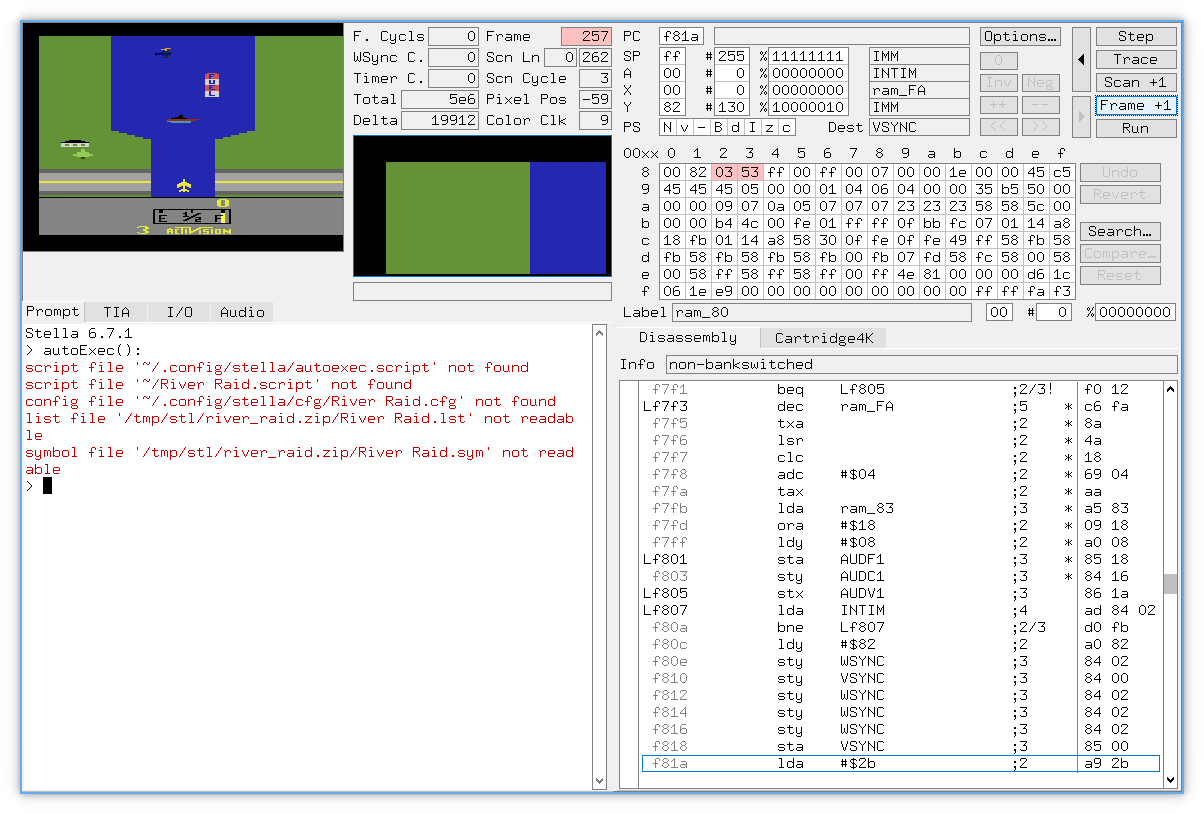 F. Cycls 0 Frame 257
WSync C. 0 Scn Ln 0 262
Timer C. 0 Scn Cycle 3
Total 5e6 Pixel Pos -59
Delta 19912 Color Clk 9
FUEL
E 1/2 F
0
1
3 ACTIVISION
PC f81a
SP ff #255 %11111111 IMM
A 00 # 0 %00000000 INTIM
X 00 # 0 %00000000 ram_FA
Y 82 #130 %10000010 IMM
PS N v - B d I z c Dest VSYNC
Options…
0
Inv Neg
++ --
<< >>
Step
Trace
Scan +1
Frame +1
Run
00xx 0 1 2 3 4 5 6 7 8 9 a b c d e f
8 00 82 03 53 ff 00 ff 00 07 00 00 1e 00 00 45 c5
9 45 45 45 05 00 00 01 04 06 04 00 00 35 b5 50 00
a 00 00 09 07 0a 05 07 07 07 23 23 23 58 58 5c 00
b 00 00 b4 4c 00 fe 01 ff ff 0f bb fc 07 01 14 a8
c 18 fb 01 14 a8 58 30 0f fe 0f fe 49 ff 58 fb 58
d fb 58 fb 58 fb 58 fb 00 fb 07 fd 58 fc 58 00 58
e 00 58 ff 58 ff 58 ff 00 ff 4e 81 00 00 00 d6 1c
f 06 1e e9 00 00 00 00 00 00 00 00 00 ff ff fa f3
Undo
Revert
Search…
Compare…
Reset
Label ram_80 00 # 0 %00000000
Prompt TIA I/O Audio
Stella 6.7.1
> autoExec():
script file '~/.config/stella/autoexec.script' not found
script file '~/River Raid.script' not found
config file '~/.config/stella/cfg/River Raid.cfg' not found
list file '/tmp/stl/river_raid.zip/River Raid.lst' not readab
le
symbol file '/tmp/stl/river_raid.zip/River Raid.sym' not read
able
>
Disassembly Cartridge4K
Info non-bankswitched
f7f1 beq Lf805 ;2/3! f0 12
Lf7f3 dec ram_FA ;5 * c6 fa
f7f5 txa ;2 * 8a
f7f6 lsr ;2 * 4a
f7f7 clc ;2 * 18
f7f8 adc #$04 ;2 * 69 04
f7fa tax ;2 * aa
f7fb lda ram_83 ;3 * a5 83
f7fd ora #$18 ;2 * 09 18
f7ff ldy #$08 ;2 * a0 08
Lf801 sta AUDF1 ;3 * 85 18
f803 sty AUDC1 ;3 * 84 16
Lf805 stx AUDV1 ;3 86 1a
Lf807 lda INTIM ;4 ad 84 02
f80a bne Lf807 ;2/3 d0 fb
f80c ldy #$82 ;2 a0 82
f80e sty WSYNC ;3 84 02
f810 sty VSYNC ;3 84 00
f812 sty WSYNC ;3 84 02
f814 sty WSYNC ;3 84 02
f816 sty WSYNC ;3 84 02
f818 sta VSYNC ;3 85 00
f81a lda #$2b ;2 a9 2b